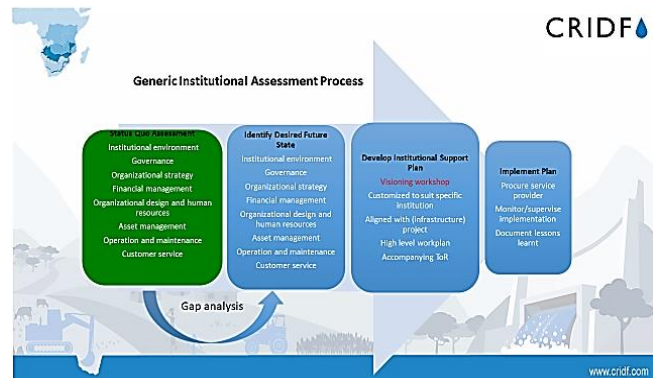 CRIDF
Generic Institutional Assessment Process
Status Quo Assessment
Institutional environment
Governance
Organizational strategy
Financial management
Organizational design and human
resources
Asset management
Operation and maintenance
Customer service
Identify Desired Future
State
Institutional environment
Governance
Organizational strategy
Financial management
Organizational design and
human resources
Asset management
Operation and maintenance
Customer service
Develop Institutional Support
Plan
Visioning workshop
Customized to suit specific
institution
Aligned with (infrastructure)
project
High level workplan
Accompanying ToR
Implement Plan
Procure service
provider
Monitor/supervise
implementation
Document lessons
learnt
Gap analysis
www.cridf.com